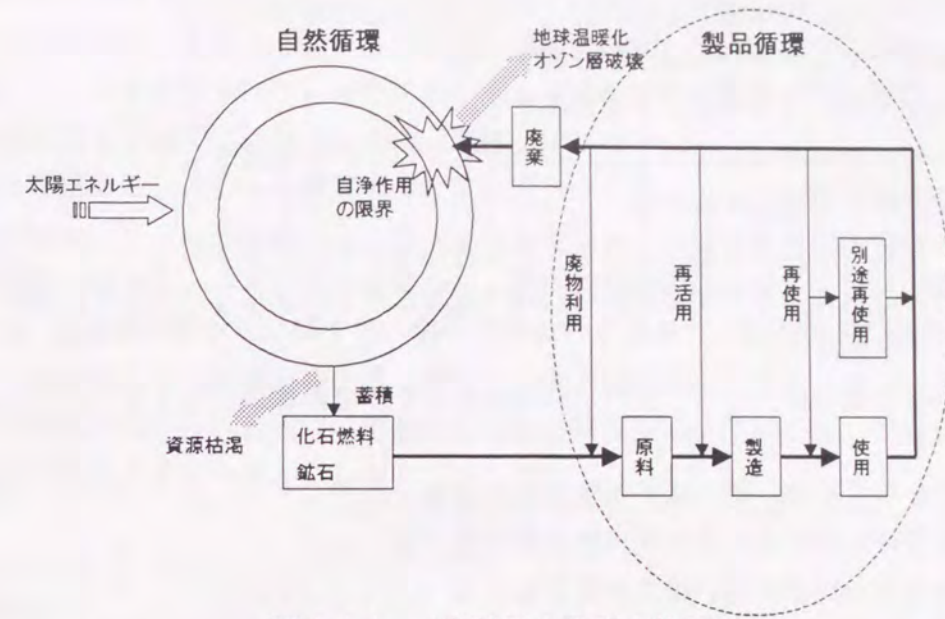 自然循環
地球温暖化
オゾン層破壊
製品循環
廃棄
太陽エネルギー
自浄作用
の限界
廃物利用
再活用
再使用
別途再使用
蓄積
資源枯渇
化石燃料
鉱石
原料
製造
使用